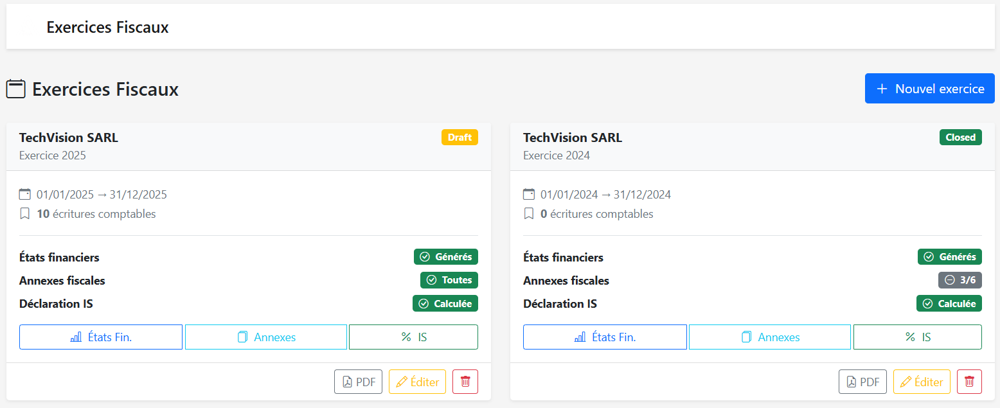 Exercices Fiscaux
Exercices Fiscaux
Nouvel exercice
TechVision SARL
Draft
Exercice 2025
01/01/2025 → 31/12/2025
10 écritures comptables
États financiers
Générés
Annexes fiscales
Toutes
Déclaration IS
Calculée
États Fin.
Annexes
% IS
PDF
Éditer
TechVision SARL
Closed
Exercice 2024
01/01/2024 → 31/12/2024
0 écritures comptables
États financiers
Générés
Annexes fiscales
3/6
Déclaration IS
Calculée
États Fin.
Annexes
% IS
PDF
Éditer